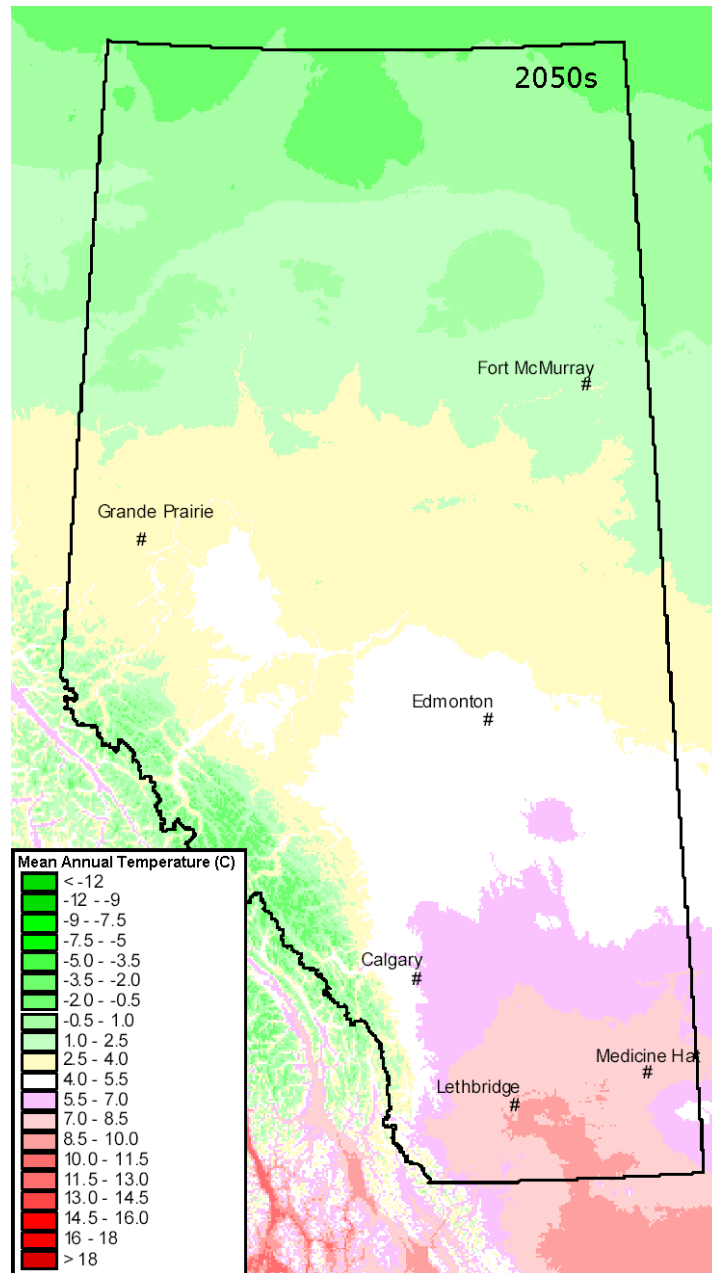 2050s
Fort McMurray
#
Grande Prairie
#
Edmonton
#
Calgary
#
Medicine Hat
#
Lethbridge
#
Mean Annual Temperature (C)
< -12
-12 - -9
-9 - -7.5
-7.5 - -5
-5.0 - -3.5
-3.5 - -2.0
-2.0 - -0.5
-0.5 - 1.0
1.0 - 2.5
2.5 - 4.0
4.0 - 5.5
5.5 - 7.0
7.0 - 8.5
8.5 - 10.0
10.0 - 11.5
11.5 - 13.0
13.0 - 14.5
14.5 - 16.0
16 - 18
> 18